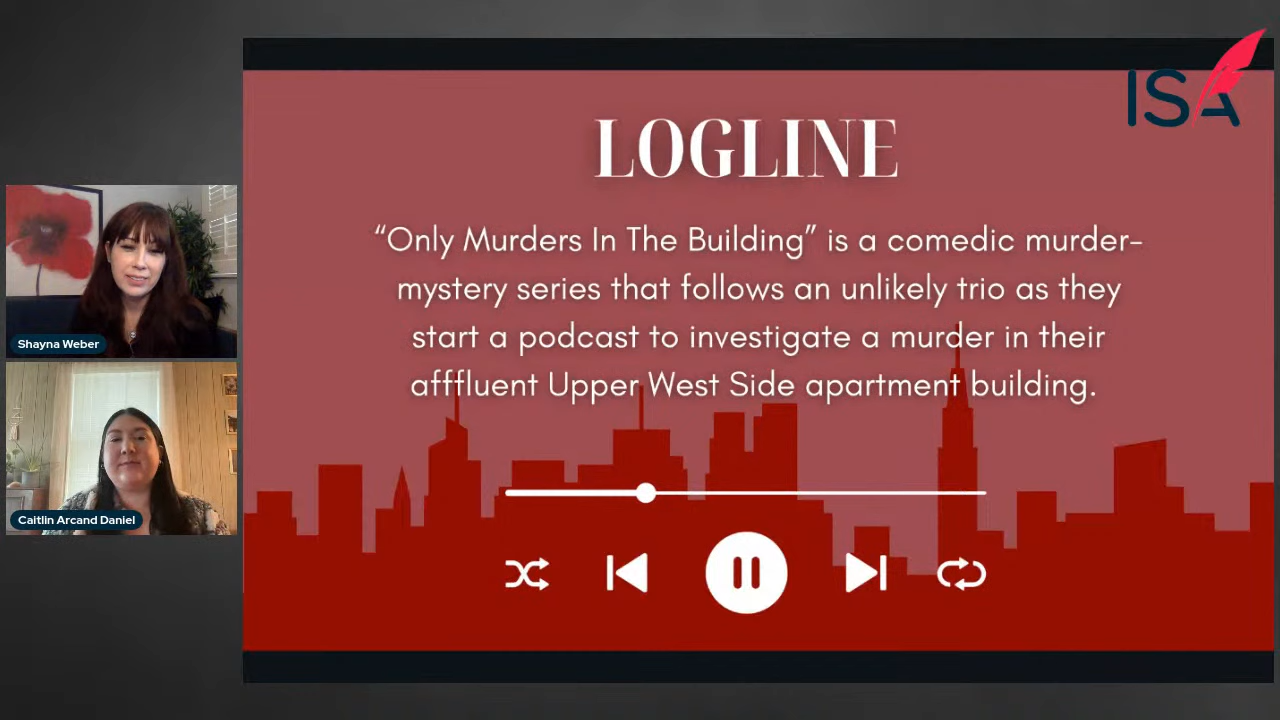 ISA
LOGLINE
“Only Murders In The Building” is a comedic murder-
mystery series that follows an unlikely trio as they
start a podcast to investigate a murder in their
afffluent Upper West Side apartment building.
Shayna Weber
Caitlin Arcand Daniel